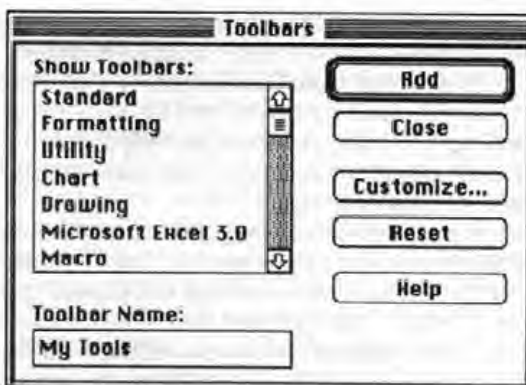 Toolbars
Show Toolbars:
Standard
Formatting
Utility
Chart
Drawing
Microsoft Excel 3.0
Macro
Toolbar Name:
My Tools
Add
Close
Customize...
Reset
Help